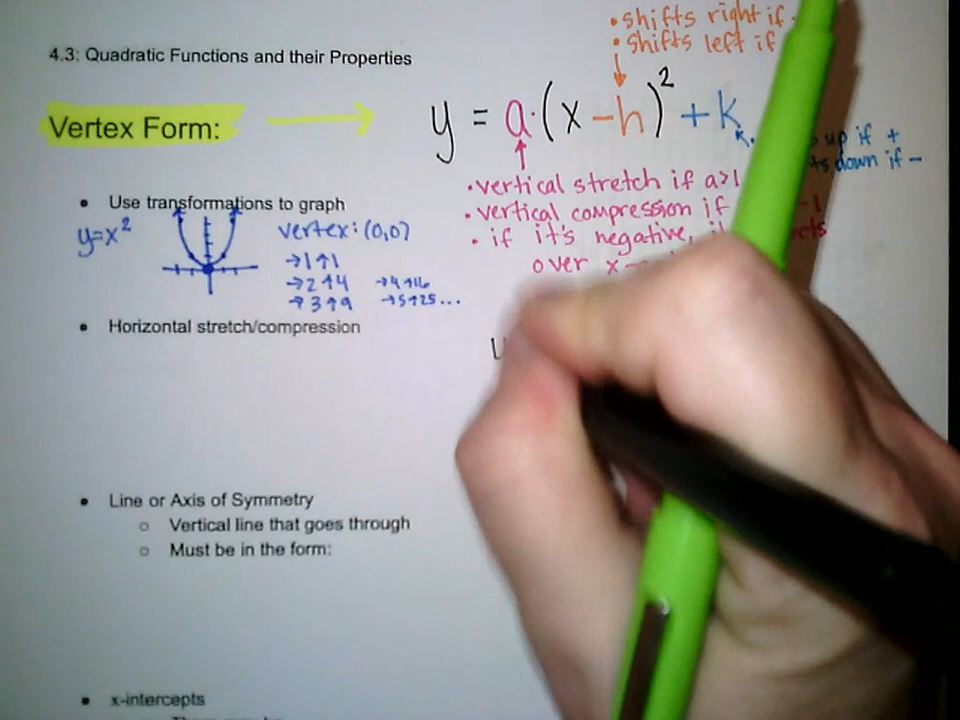 • shifts right if
4.3: Quadratic Functions and their Properties
• shifts left if
Vertex Form:
y = a·(x-h)² + k
up if +
down if -
• vertical stretch if a>1
• Use transformations to graph
• vertical compression if
y=x²
vertex: (0,0)
• if it's negative,
over x
→1↑1
→2↑4 →4↑16
→3↑9 →5↑25...
• Horizontal stretch/compression
• Line or Axis of Symmetry
o Vertical line that goes through
o Must be in the form:
• x-intercepts